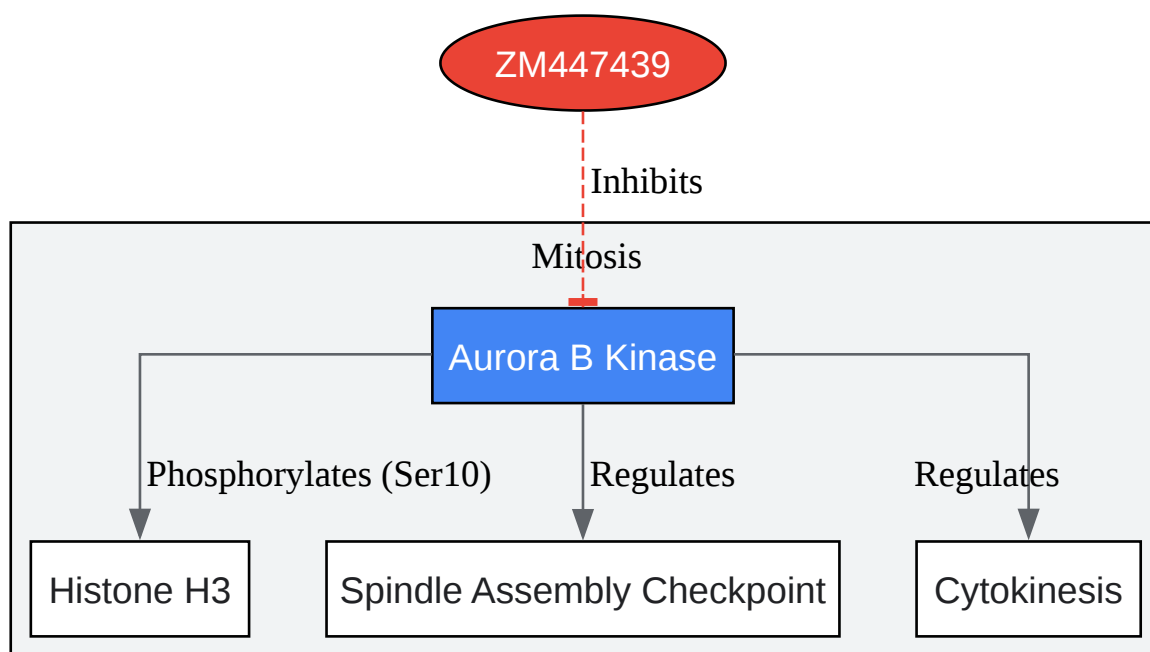 ZM447439
Inhibits
Mitosis
Aurora B Kinase
Phosphorylates (Ser10)
Regulates
Regulates
Histone H3
Spindle Assembly Checkpoint
Cytokinesis